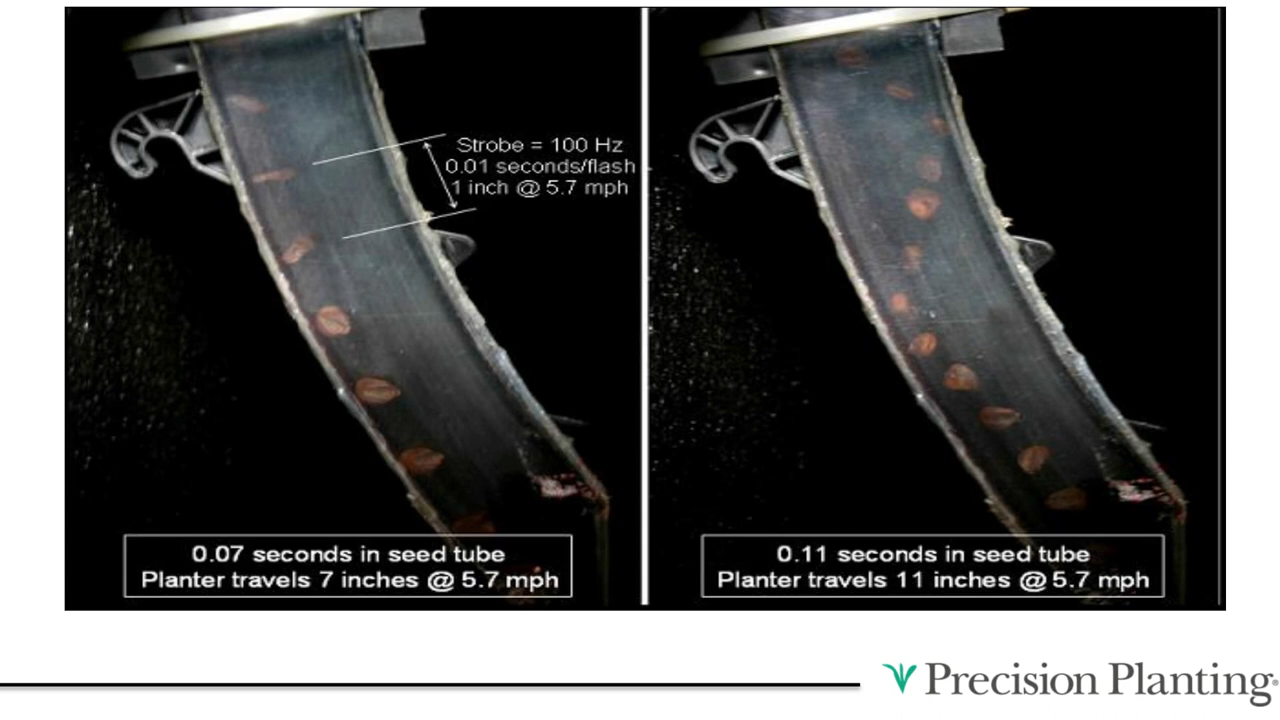 Strobe = 100 Hz
0.01 seconds/flash
1 inch @ 5.7 mph
0.07 seconds in seed tube
Planter travels 7 inches @ 5.7 mph
0.11 seconds in seed tube
Planter travels 11 inches @ 5.7 mph
Precision Planting